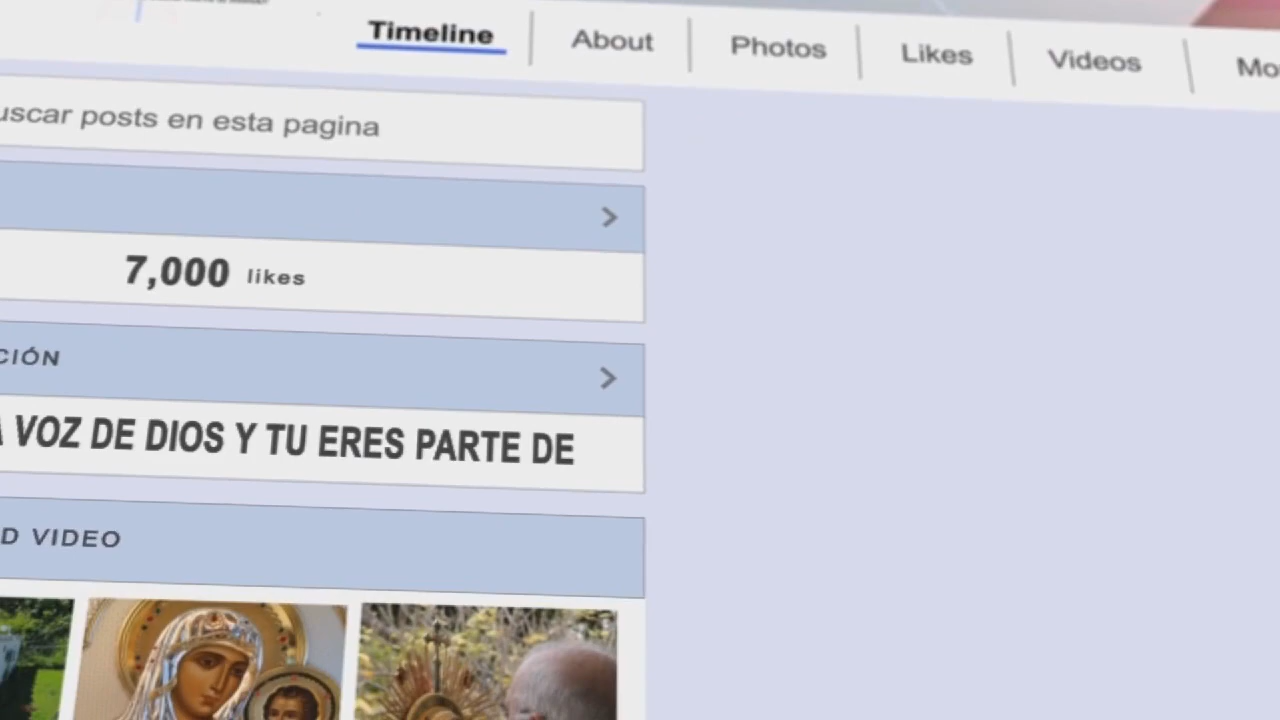 Timeline
About
Photos
Likes
Videos
uscar posts en esta pagina
7,000 likes
CIÓN
VOZ DE DIOS Y TU ERES PARTE DE
D VIDEO